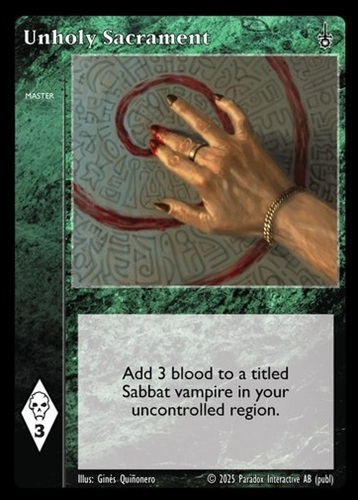 Unholy Sacrament
MASTER
Add 3 blood to a titled
Sabbat vampire in your
uncontrolled region.
3
Illus: Ginés Quiñonero © 2025 Paradox Interactive AB (publ)